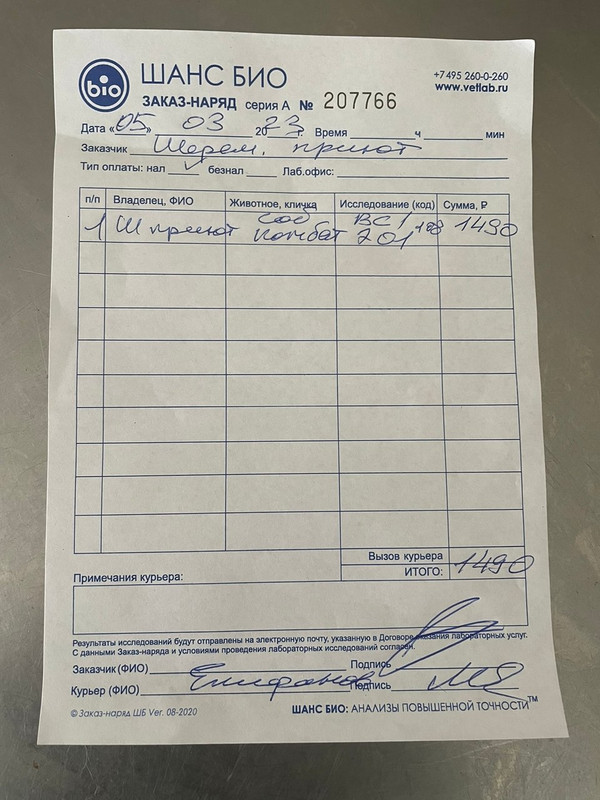 bio
ШАНС БИО
+7 495 260-0-260
www.vetlab.ru
ЗАКАЗ-НАРЯД серия А № 207766
Дата «05» 03 2023 г. Время ч мин
Заказчик Шерем. приют
Тип оплаты: нал ✓ безнал Лаб.офис:
п/п Владелец, ФИО Животное, кличка Исследование (код) Сумма, ₽
1 Ш приют соб комбат ВС1 201 1490
Вызов курьера
ИТОГО: 1490
Примечания курьера:
Результаты исследований будут отправлены на электронную почту, указанную в Договоре оказания лабораторных услуг.
С данными Заказ-наряда и условиями проведения лабораторных исследований согласен.
Заказчик (ФИО) Подпись
Курьер (ФИО) Епифанов Подпись
© Заказ-наряд ШБ Ver. 08-2020
ШАНС БИО: АНАЛИЗЫ ПОВЫШЕННОЙ ТОЧНОСТИ™